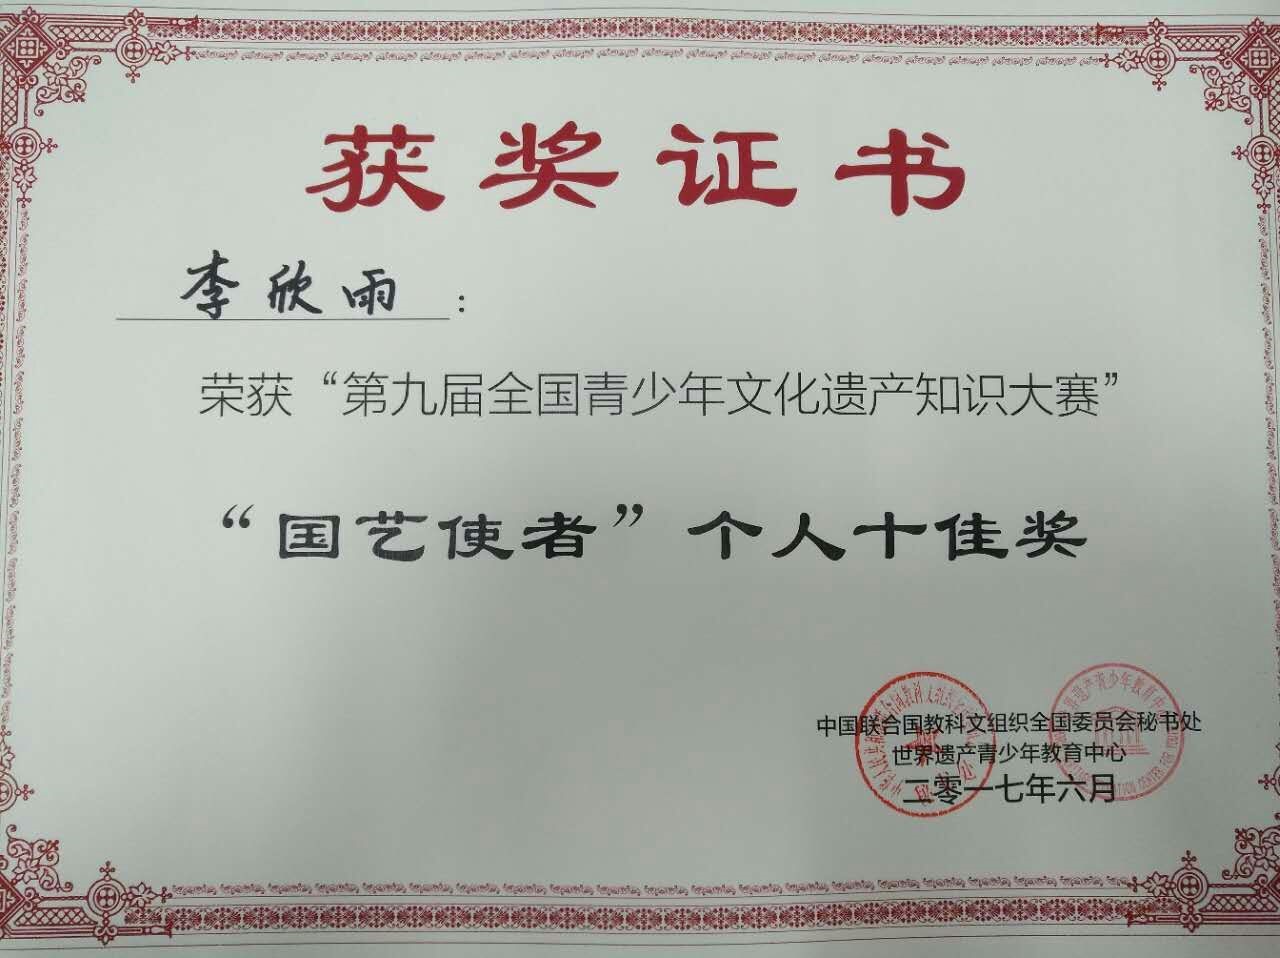 获奖证书
李欣雨：
荣获“第九届全国青少年文化遗产知识大赛”
“国艺使者”个人十佳奖
中国联合国教科文组织全国委员会秘书处
世界遗产青少年教育中心
二零一七年六月